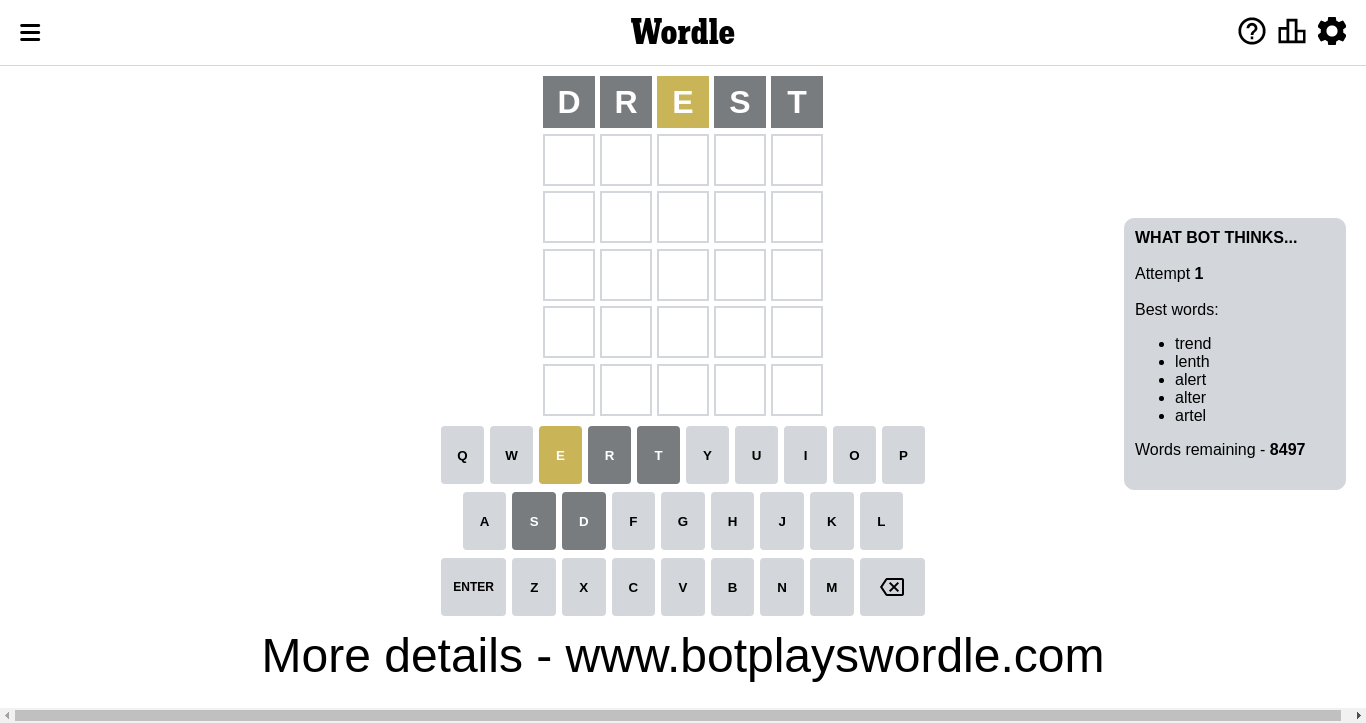 Wordle
D R E S T
WHAT BOT THINKS...
Attempt 1
Best words:
• trend
• lenth
• alert
• alter
• artel
Words remaining - 8497
Q W E R T Y U I O P
A S D F G H J K L
ENTER Z X C V B N M
More details - www.botplayswordle.com